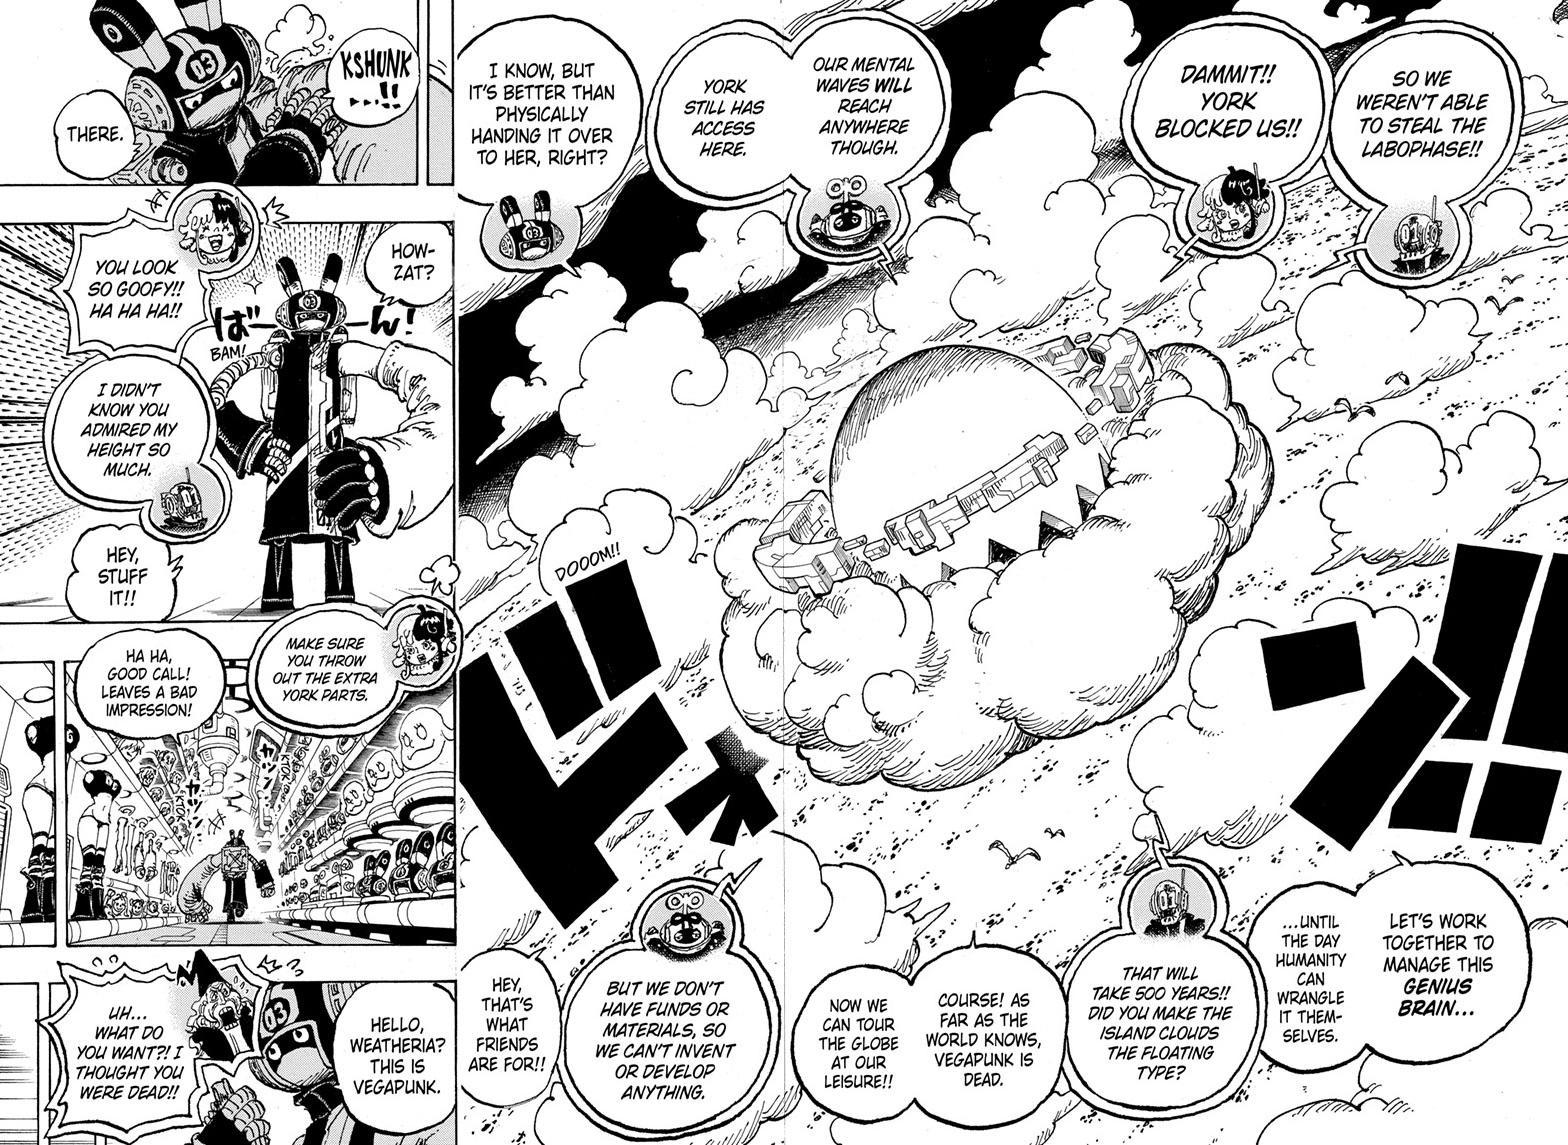 SO WE
WEREN'T ABLE
TO STEAL THE
LABOPHASE!!
DAMMIT!!
YORK
BLOCKED US!!
OUR MENTAL
WAVES WILL
REACH
ANYWHERE
THOUGH.
YORK
STILL HAS
ACCESS
HERE.
I KNOW, BUT
IT'S BETTER THAN
PHYSICALLY
HANDING IT OVER
TO HER, RIGHT?
DOOOM!!
ドォン!!
LET'S WORK
TOGETHER TO
MANAGE THIS
GENIUS
BRAIN...
...UNTIL
THE DAY
HUMANITY
CAN
WRANGLE
IT THEM-
SELVES.
THAT WILL
TAKE 500 YEARS!!
DID YOU MAKE THE
ISLAND CLOUDS
THE FLOATING
TYPE?
COURSE! AS
FAR AS THE
WORLD KNOWS,
VEGAPUNK IS
DEAD.
NOW WE
CAN TOUR
THE GLOBE
AT OUR
LEISURE!!
BUT WE DON'T
HAVE FUNDS OR
MATERIALS, SO
WE CAN'T INVENT
OR DEVELOP
ANYTHING.
HEY,
THAT'S
WHAT
FRIENDS
ARE FOR!!
KSHUNK
...!!
THERE.
03
HOW-
ZAT?
ばーん!
BAM!
YOU LOOK
SO GOOFY!!
HA HA HA!!
I DIDN'T
KNOW YOU
ADMIRED MY
HEIGHT SO
MUCH.
HEY,
STUFF
IT!!
MAKE SURE
YOU THROW
OUT THE EXTRA
YORK PARTS.
HA HA,
GOOD CALL!
LEAVES A BAD
IMPRESSION!
KTOK
HELLO,
WEATHERIA?
THIS IS
VEGAPUNK.
03
UH...
WHAT DO
YOU WANT?! I
THOUGHT YOU
WERE DEAD!!